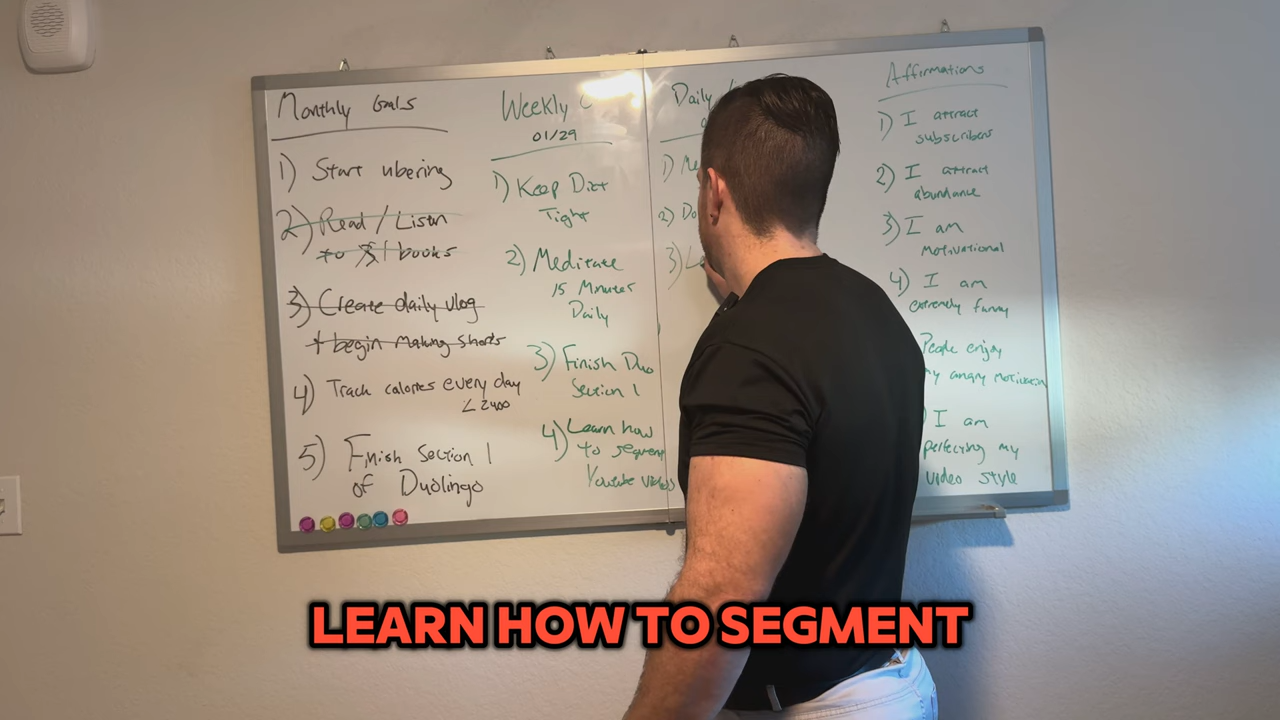 Monthly Goals
1) Start ubering
2) Read / Listen
to 1 books
3) Create daily vlog
+ begin making shorts
4) Track calories every day
<2400
5) Finish Section 1
of Duolingo
Weekly
01/29
1) Keep Diet
Tight
2) Meditate
15 Minutes
Daily
3) Finish Duo
Section 1
4) Learn how
to segment
Youtube videos
Daily
1) Me
2) Do
3) Le
Affirmations
1) I attract
subscribers
2) I attract
abundance
3) I am
motivational
4) I am
extremely funny
People enjoy
my angry motivation
I am
perfecting my
video style
LEARN HOW TO SEGMENT